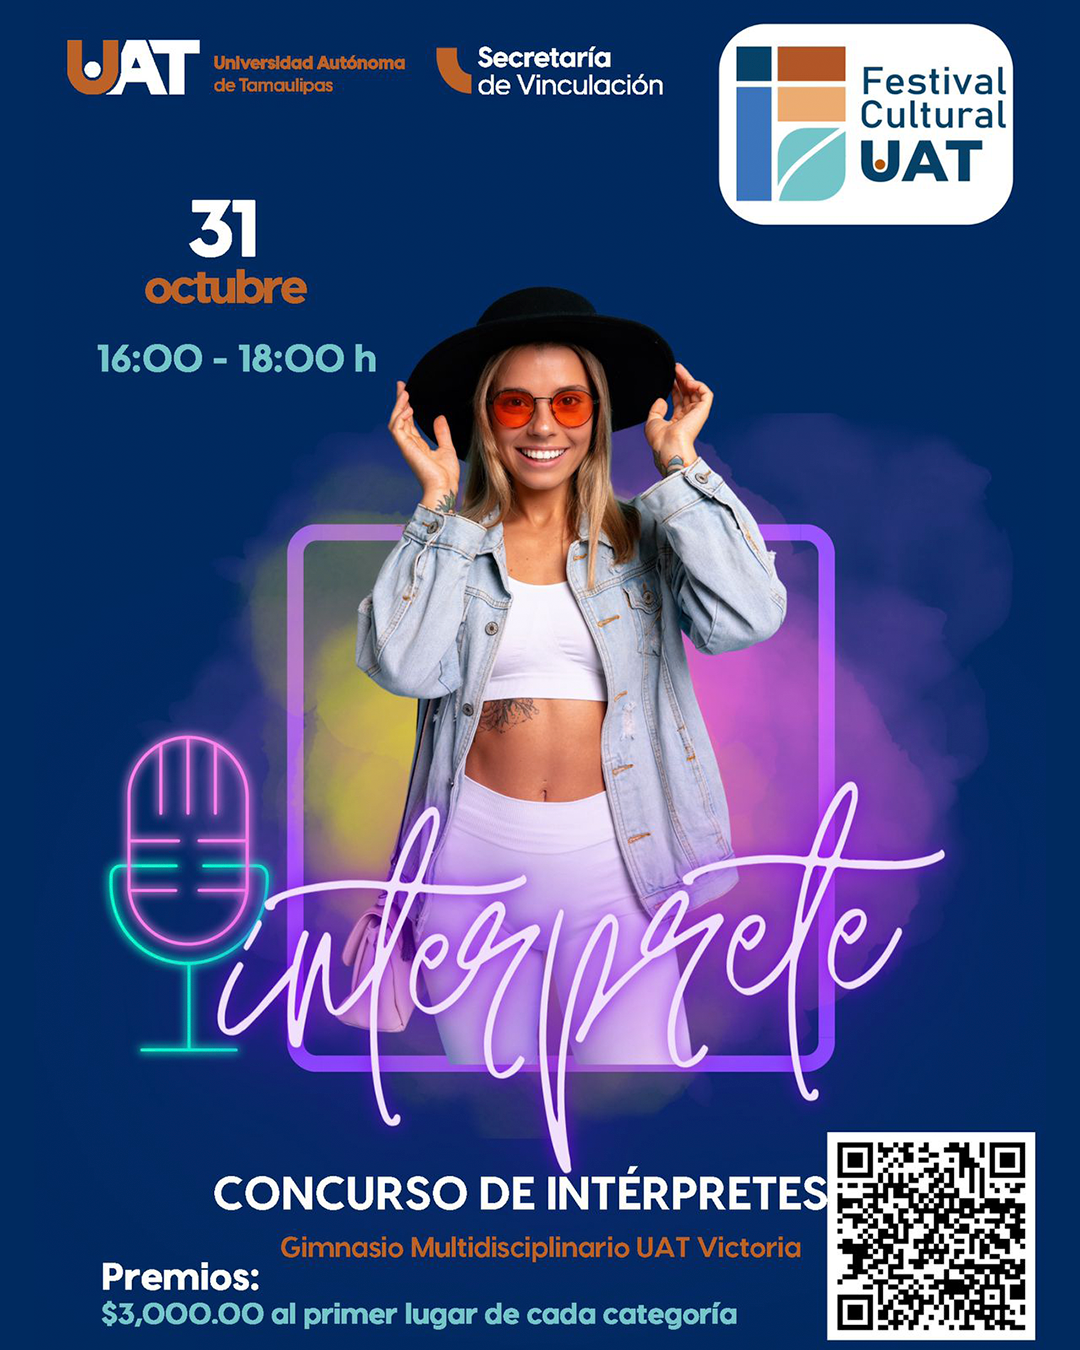 UAT
Universidad Autónoma
de Tamaulipas
Secretaría
de Vinculación
Festival
Cultural
UAT
31
octubre
16:00 - 18:00 h
interprete
CONCURSO DE INTÉRPRETES
Gimnasio Multidisciplinario UAT Victoria
Premios:
$3,000.00 al primer lugar de cada categoría